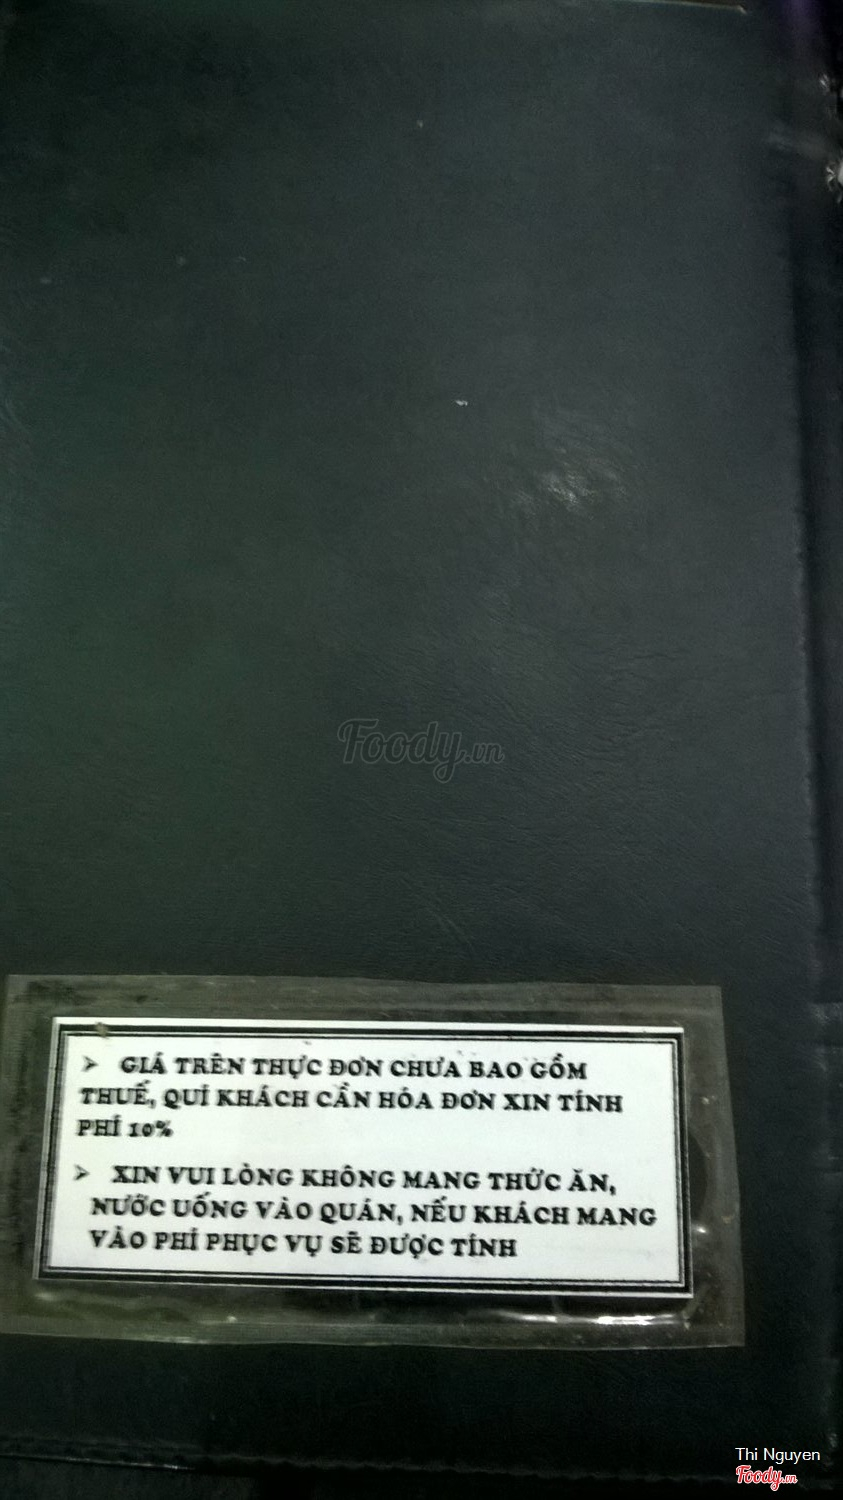 Foody.vn
➢ GIÁ TRÊN THỰC ĐƠN CHƯA BAO GỒM
THUẾ, QUÍ KHÁCH CẦN HÓA ĐƠN XIN TÍNH
PHÍ 10%
➢ XIN VUI LÒNG KHÔNG MANG THỨC ĂN,
NƯỚC UỐNG VÀO QUÁN, NẾU KHÁCH MANG
VÀO PHÍ PHỤC VỤ SẼ ĐƯỢC TÍNH
Thi Nguyen
Foody.vn